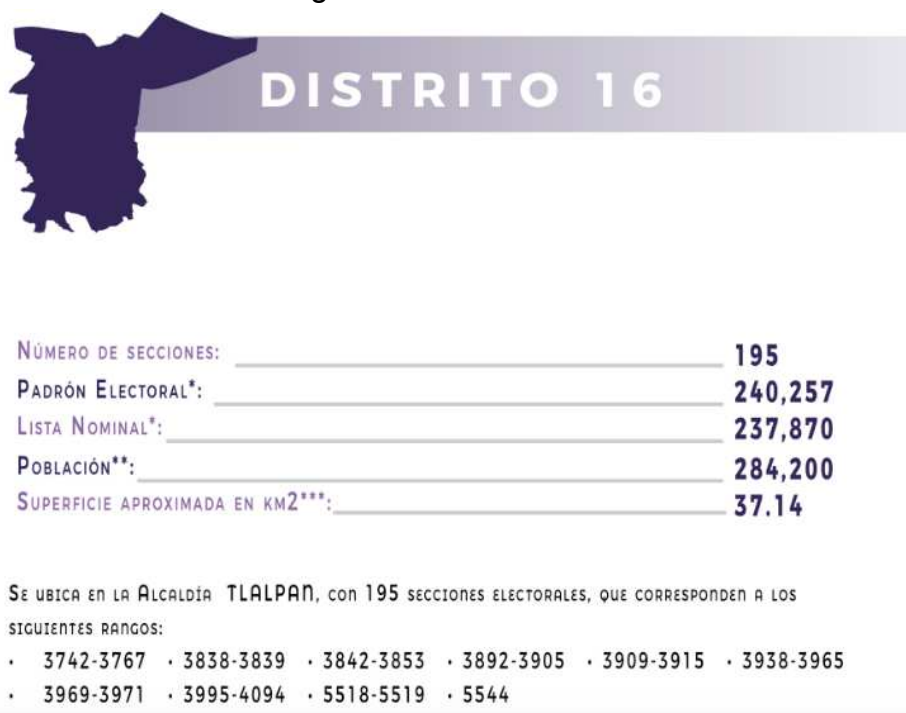 DISTRITO 16
Número de secciones: 195
Padrón Electoral*: 240,257
Lista Nominal*: 237,870
Población**: 284,200
Superficie aproximada en km2***: 37.14
Se ubica en la Alcaldía TLALPAN, con 195 secciones electorales, que corresponden a los
siguientes rangos:
· 3742-3767 · 3838-3839 · 3842-3853 · 3892-3905 · 3909-3915 · 3938-3965
· 3969-3971 · 3995-4094 · 5518-5519 · 5544